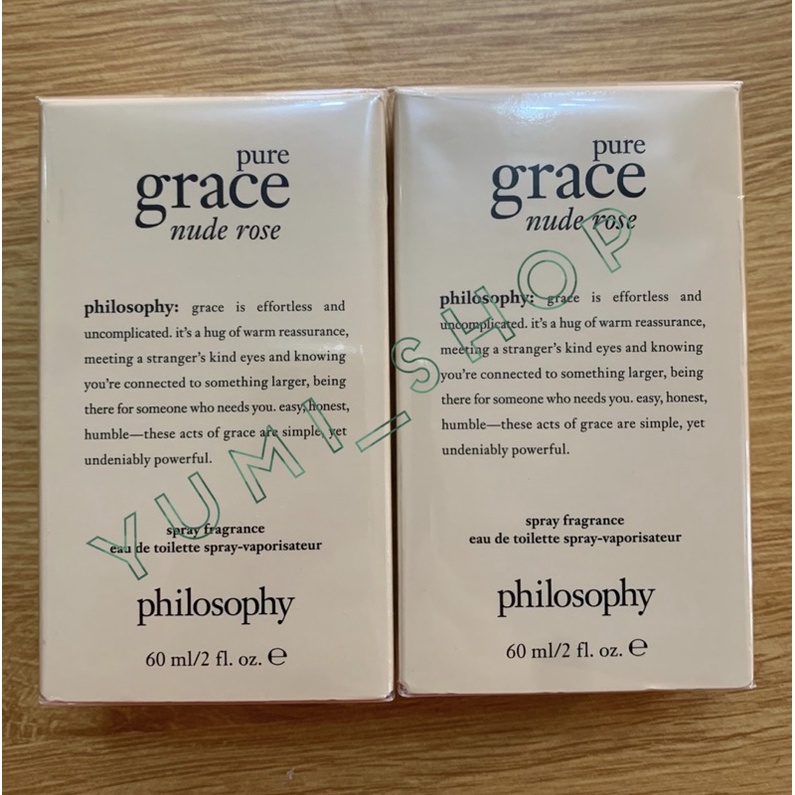 pure
grace
nude rose
philosophy: grace is effortless and
uncomplicated. it's a hug of warm reassurance,
meeting a stranger's kind eyes and knowing
you're connected to something larger, being
there for someone who needs you. easy, honest,
humble—these acts of grace are simple, yet
undeniably powerful.
spray fragrance
eau de toilette spray-vaporisateur
philosophy
60 ml/2 fl. oz. ℮
pure
grace
nude rose
philosophy: grace is effortless and
uncomplicated. it's a hug of warm reassurance,
meeting a stranger's kind eyes and knowing
you're connected to something larger, being
there for someone who needs you. easy, honest,
humble—these acts of grace are simple, yet
undeniably powerful.
spray fragrance
eau de toilette spray-vaporisateur
philosophy
60 ml/2 fl. oz. ℮
YUMI_SHOP